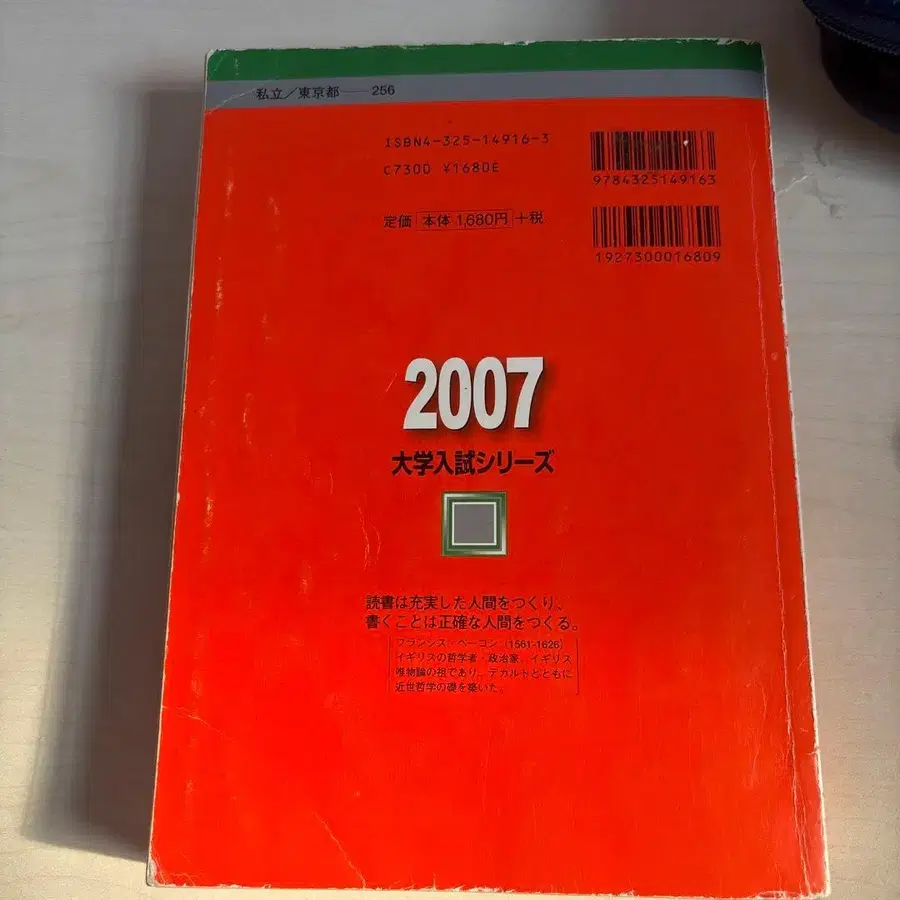 私立/東京都——256
ISBN4-325-14916-3
C7300 ¥1680E
9784325149163
定価 本体1,680円 +税
1927300016809
2007
大学入試シリーズ
読書は充実した人間をつくり、
書くことは正確な人間をつくる。
フランシス・ベーコン (1561-1626)
イギリスの哲学者・政治家。イギリス
唯物論の祖であり、デカルトとともに
近世哲学の礎を築いた。